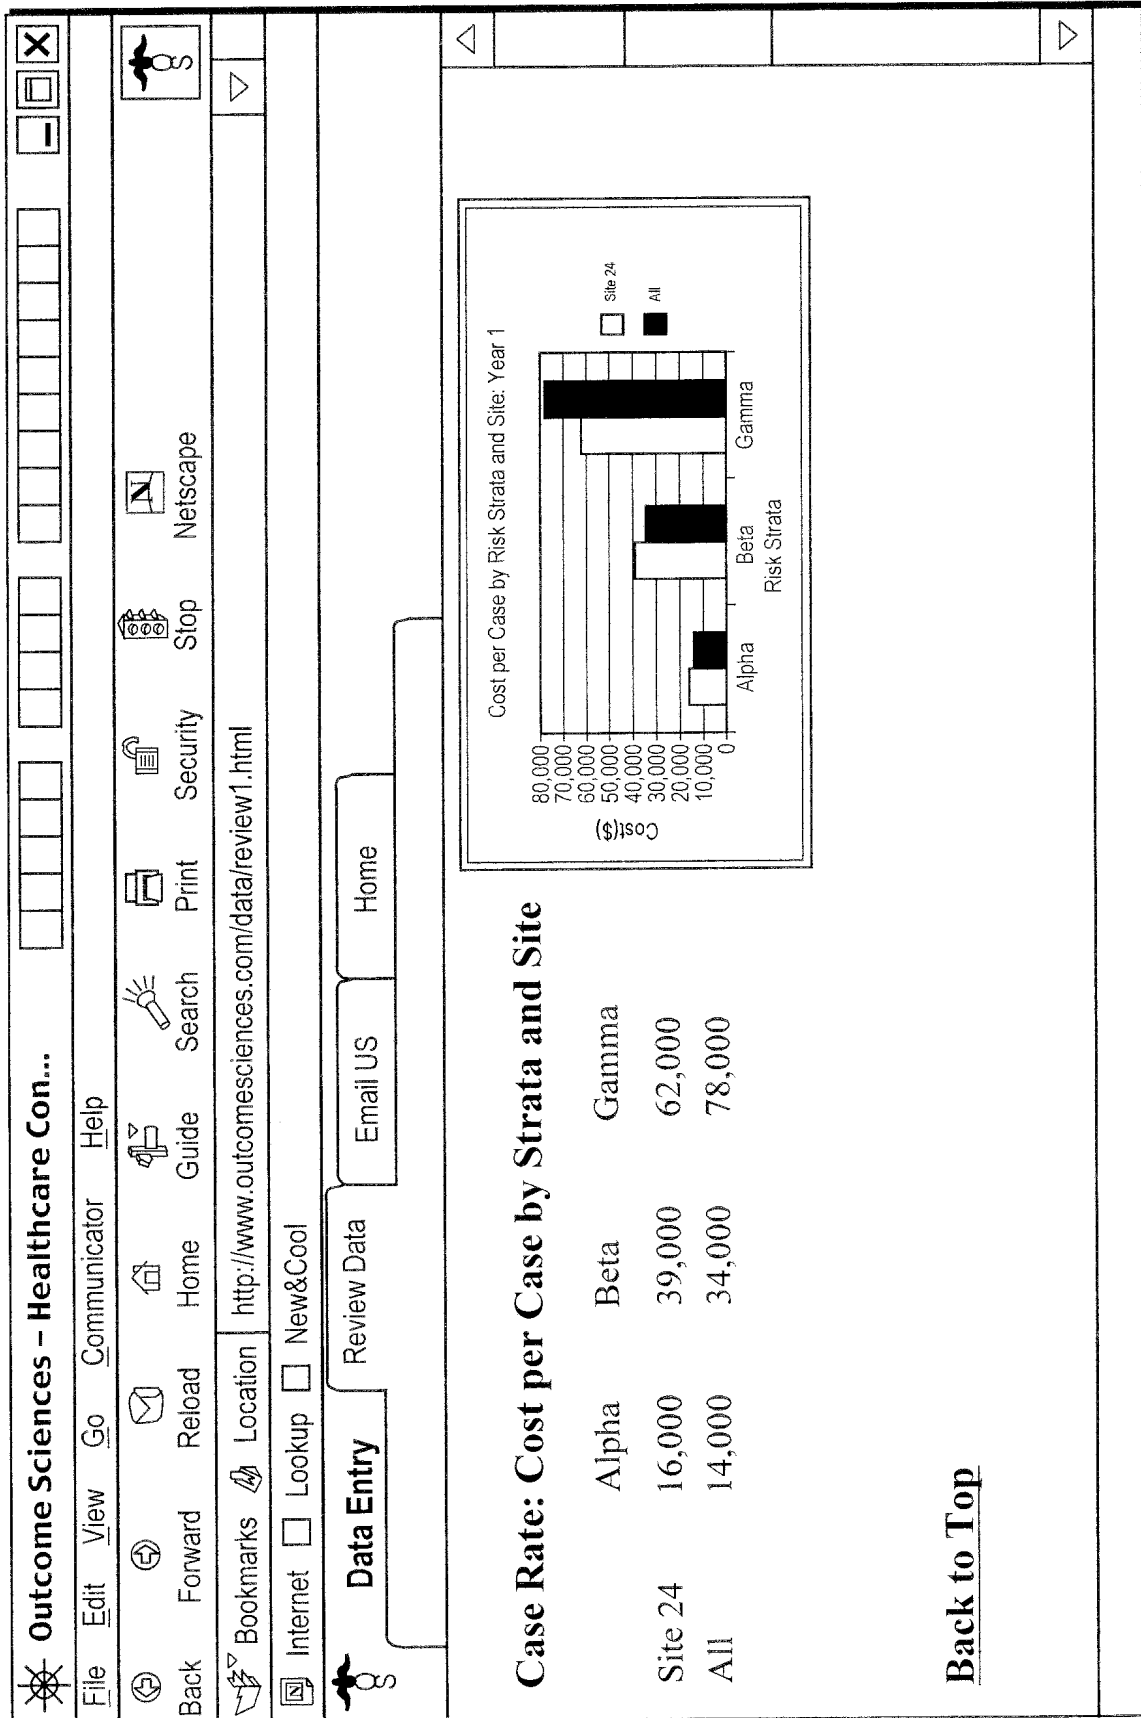 Outcome Sciences – Healthcare Con...
File Edit View Go Communicator Help
Back Forward Reload Home Guide Search Print Security Stop Netscape
Bookmarks Location http://www.outcomesciences.com/data/review1.html
Internet Lookup New&Cool
Data Entry Review Data Email US Home
Case Rate: Cost per Case by Strata and Site
Alpha Beta Gamma
Site 24 16,000 39,000 62,000
All 14,000 34,000 78,000
Back to Top
Cost per Case by Risk Strata and Site: Year 1
Cost($)
80,000
70,000
60,000
50,000
40,000
30,000
20,000
10,000
0
Alpha Beta Gamma
Risk Strata
Site 24
All